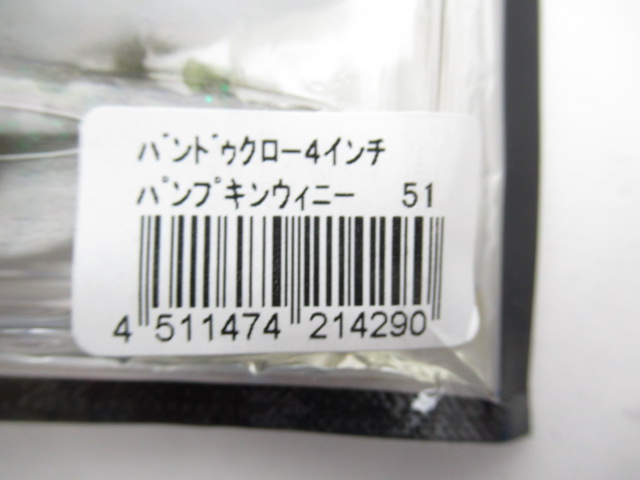 ﾊﾞﾝﾄﾞｩｸﾛｰ4ｲﾝﾁ
ﾊﾟﾝﾌﾟｷﾝｳｨﾆｰ 51
4 511474 214290